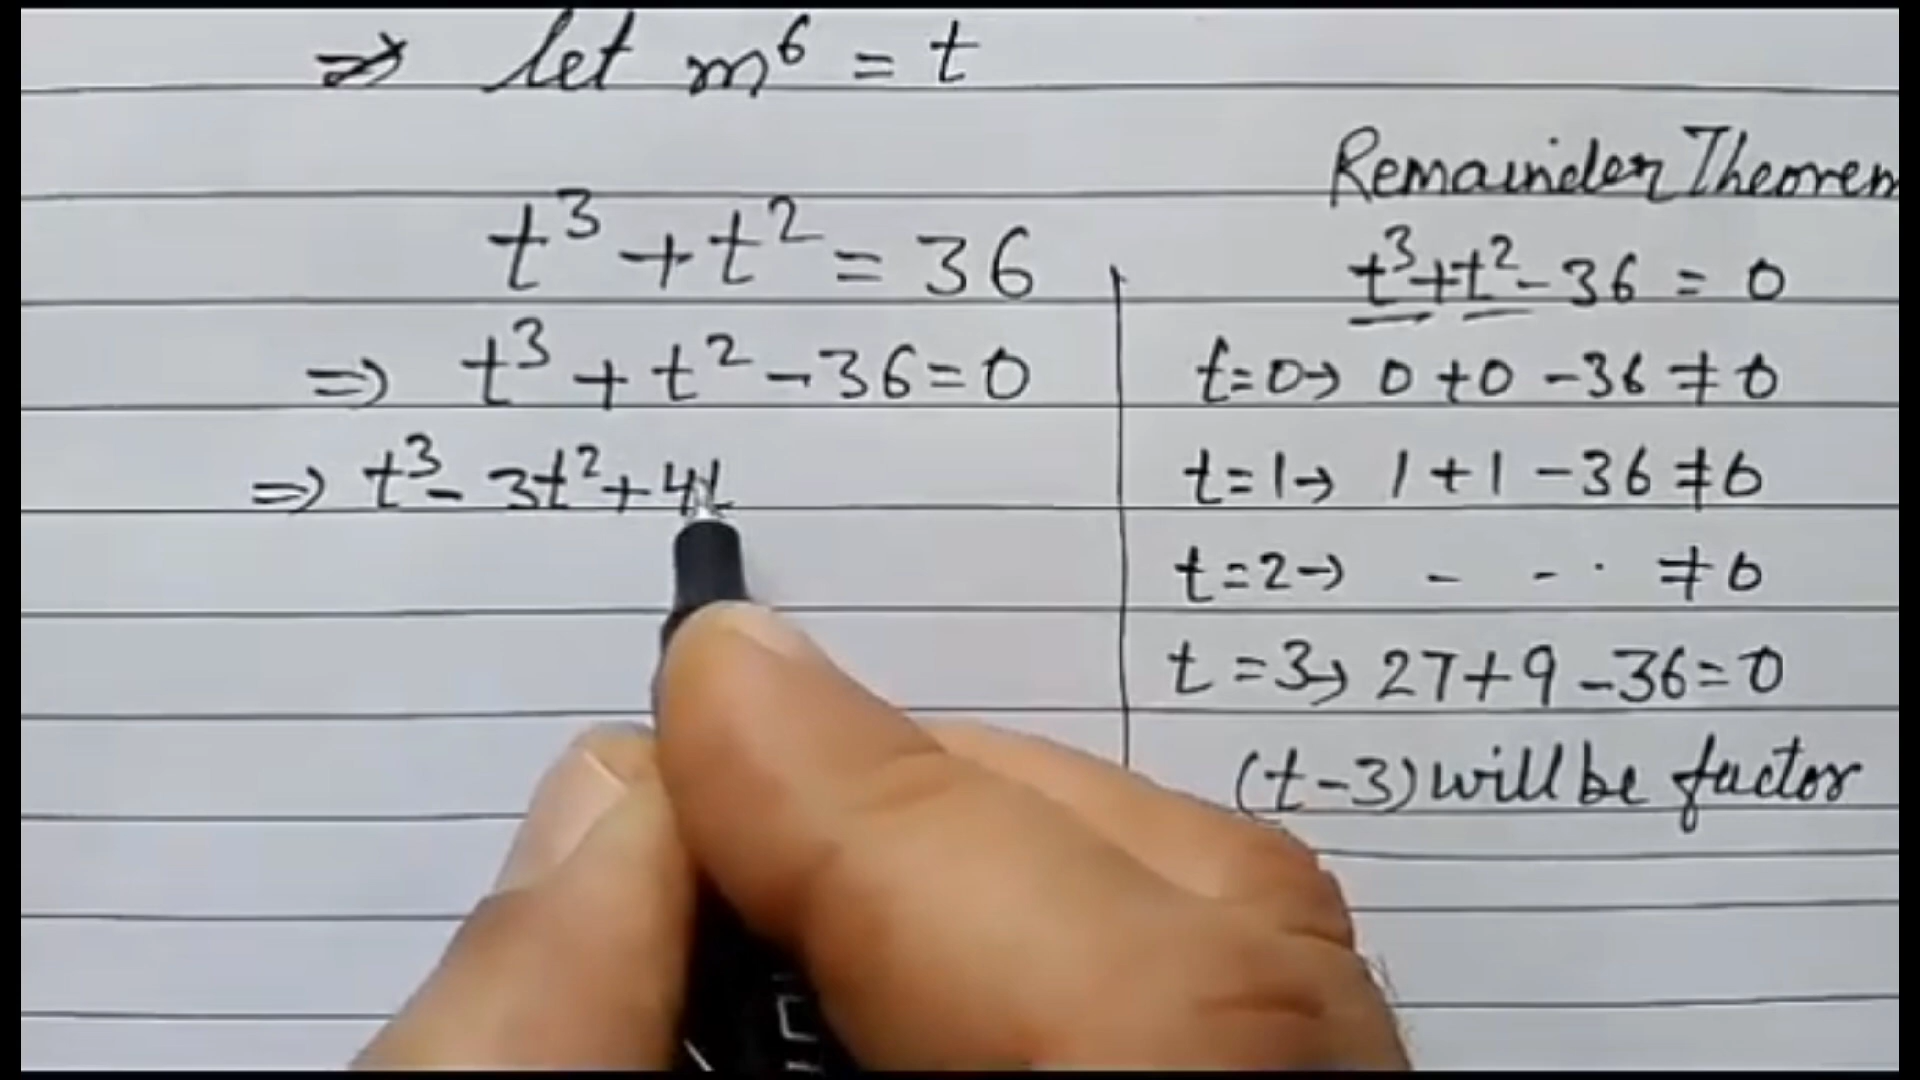 ⇒ let m⁶ = t
t³ + t² = 36
⇒ t³ + t² - 36 = 0
⇒ t³ - 3t² + 4t
Remainder Theorem
t³ + t² - 36 = 0
t=0→ 0 + 0 - 36 ≠ 0
t=1→ 1 + 1 - 36 ≠ 0
t=2→ - - · ≠ 0
t=3→ 27 + 9 - 36 = 0
(t-3) will be factor